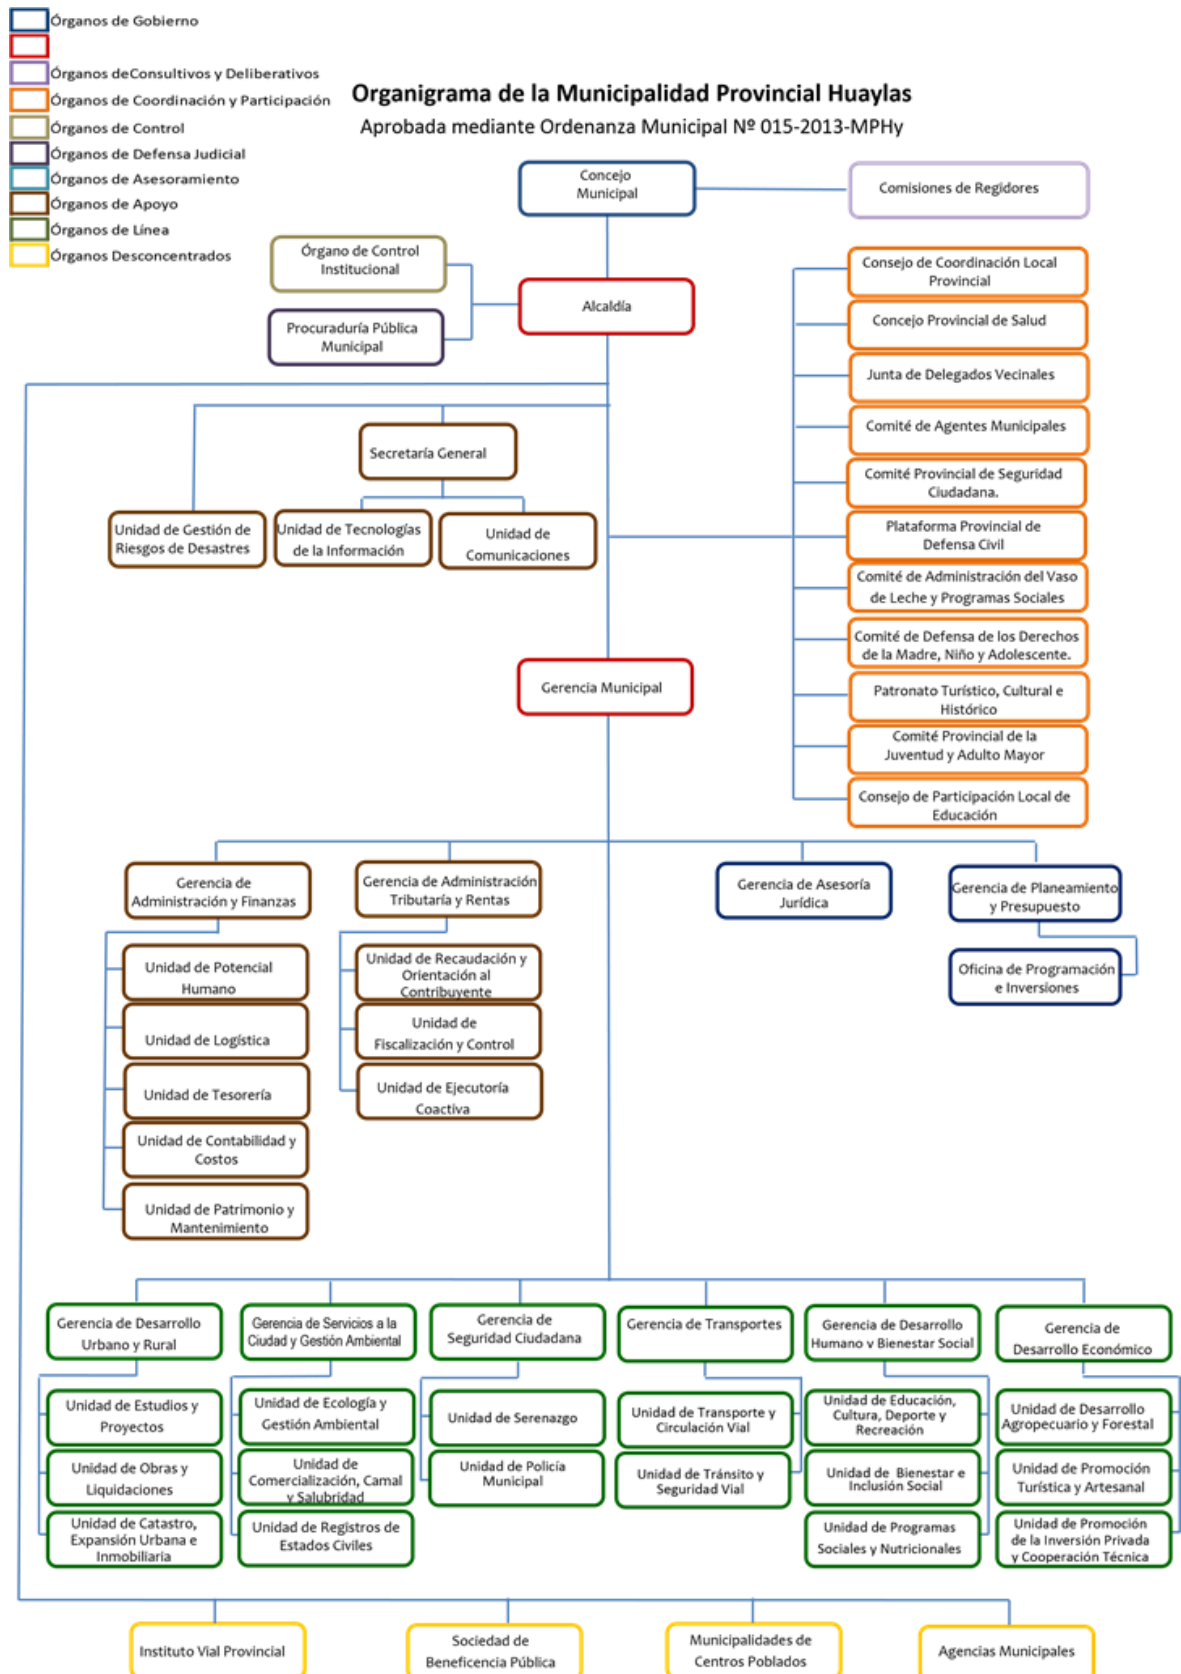 Órganos de Gobierno
Órganos deConsultivos y Deliberativos
Órganos de Coordinación y Participación
Órganos de Control
Órganos de Defensa Judicial
Órganos de Asesoramiento
Órganos de Apoyo
Órganos de Línea
Órganos Desconcentrados
Organigrama de la Municipalidad Provincial Huaylas
Aprobada mediante Ordenanza Municipal Nº 015-2013-MPHy
Concejo
Municipal
Comisiones de Regidores
Órgano de Control
Institucional
Alcaldía
Procuraduría Pública
Municipal
Consejo de Coordinación Local
Provincial
Concejo Provincial de Salud
Junta de Delegados Vecinales
Comité de Agentes Municipales
Comité Provincial de Seguridad
Ciudadana.
Plataforma Provincial de
Defensa Civil
Comité de Administración del Vaso
de Leche y Programas Sociales
Comité de Defensa de los Derechos
de la Madre, Niño y Adolescente.
Patronato Turístico, Cultural e
Histórico
Comité Provincial de la
Juventud y Adulto Mayor
Consejo de Participación Local de
Educación
Secretaría General
Unidad de Gestión de
Riesgos de Desastres
Unidad de Tecnologías
de la Información
Unidad de
Comunicaciones
Gerencia Municipal
Gerencia de
Administración y Finanzas
Gerencia de Administración
Tributaría y Rentas
Gerencia de Asesoría
Jurídica
Gerencia de Planeamiento
y Presupuesto
Unidad de Potencial
Humano
Unidad de Logística
Unidad de Tesorería
Unidad de Contabilidad y
Costos
Unidad de Patrimonio y
Mantenimiento
Unidad de Recaudación y
Orientación al
Contribuyente
Unidad de
Fiscalización y Control
Unidad de Ejecutoría
Coactiva
Oficina de Programación
e Inversiones
Gerencia de Desarrollo
Urbano y Rural
Gerencia de Servicios a la
Ciudad y Gestión Ambiental
Gerencia de
Seguridad Ciudadana
Gerencia de Transportes
Gerencia de Desarrollo
Humano y Bienestar Social
Gerencia de
Desarrollo Económico
Unidad de Estudios y
Proyectos
Unidad de Obras y
Liquidaciones
Unidad de Catastro,
Expansión Urbana e
Inmobiliaria
Unidad de Ecología y
Gestión Ambiental
Unidad de
Comercialización, Camal
y Salubridad
Unidad de Registros de
Estados Civiles
Unidad de Serenazgo
Unidad de Policía
Municipal
Unidad de Transporte y
Circulación Vial
Unidad de Tránsito y
Seguridad Vial
Unidad de Educación,
Cultura, Deporte y
Recreación
Unidad de Bienestar e
Inclusión Social
Unidad de Programas
Sociales y Nutricionales
Unidad de Desarrollo
Agropecuario y Forestal
Unidad de Promoción
Turística y Artesanal
Unidad de Promoción
de la Inversión Privada
y Cooperación Técnica
Instituto Vial Provincial
Sociedad de
Beneficencia Pública
Municipalidades de
Centros Poblados
Agencias Municipales